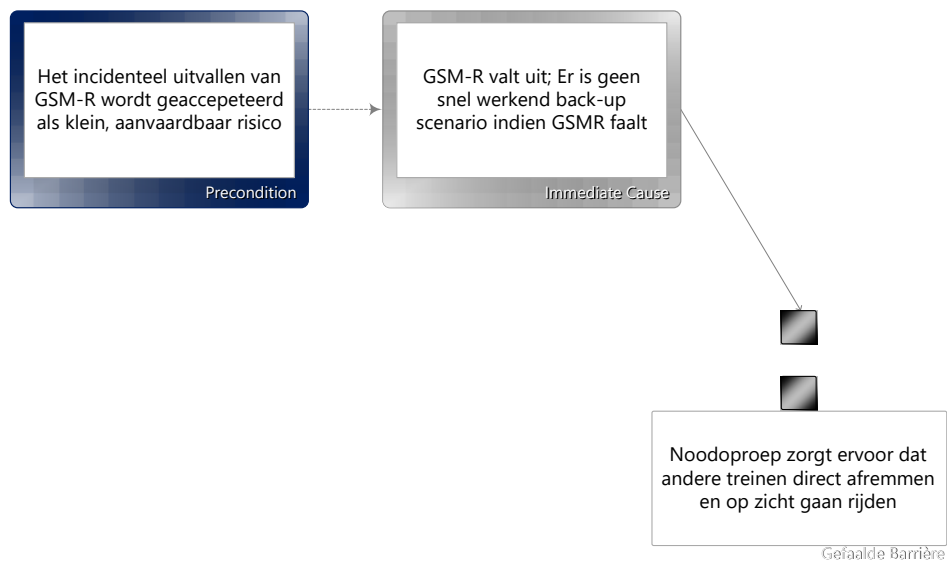 Het incidenteel uitvallen van
GSM-R wordt geaccepeteerd
als klein, aanvaardbaar risico
Precondition
GSM-R valt uit; Er is geen
snel werkend back-up
scenario indien GSMR faalt
Immediate Cause
Noodoproep zorgt ervoor dat
andere treinen direct afremmen
en op zicht gaan rijden
Gefaalde Barrière